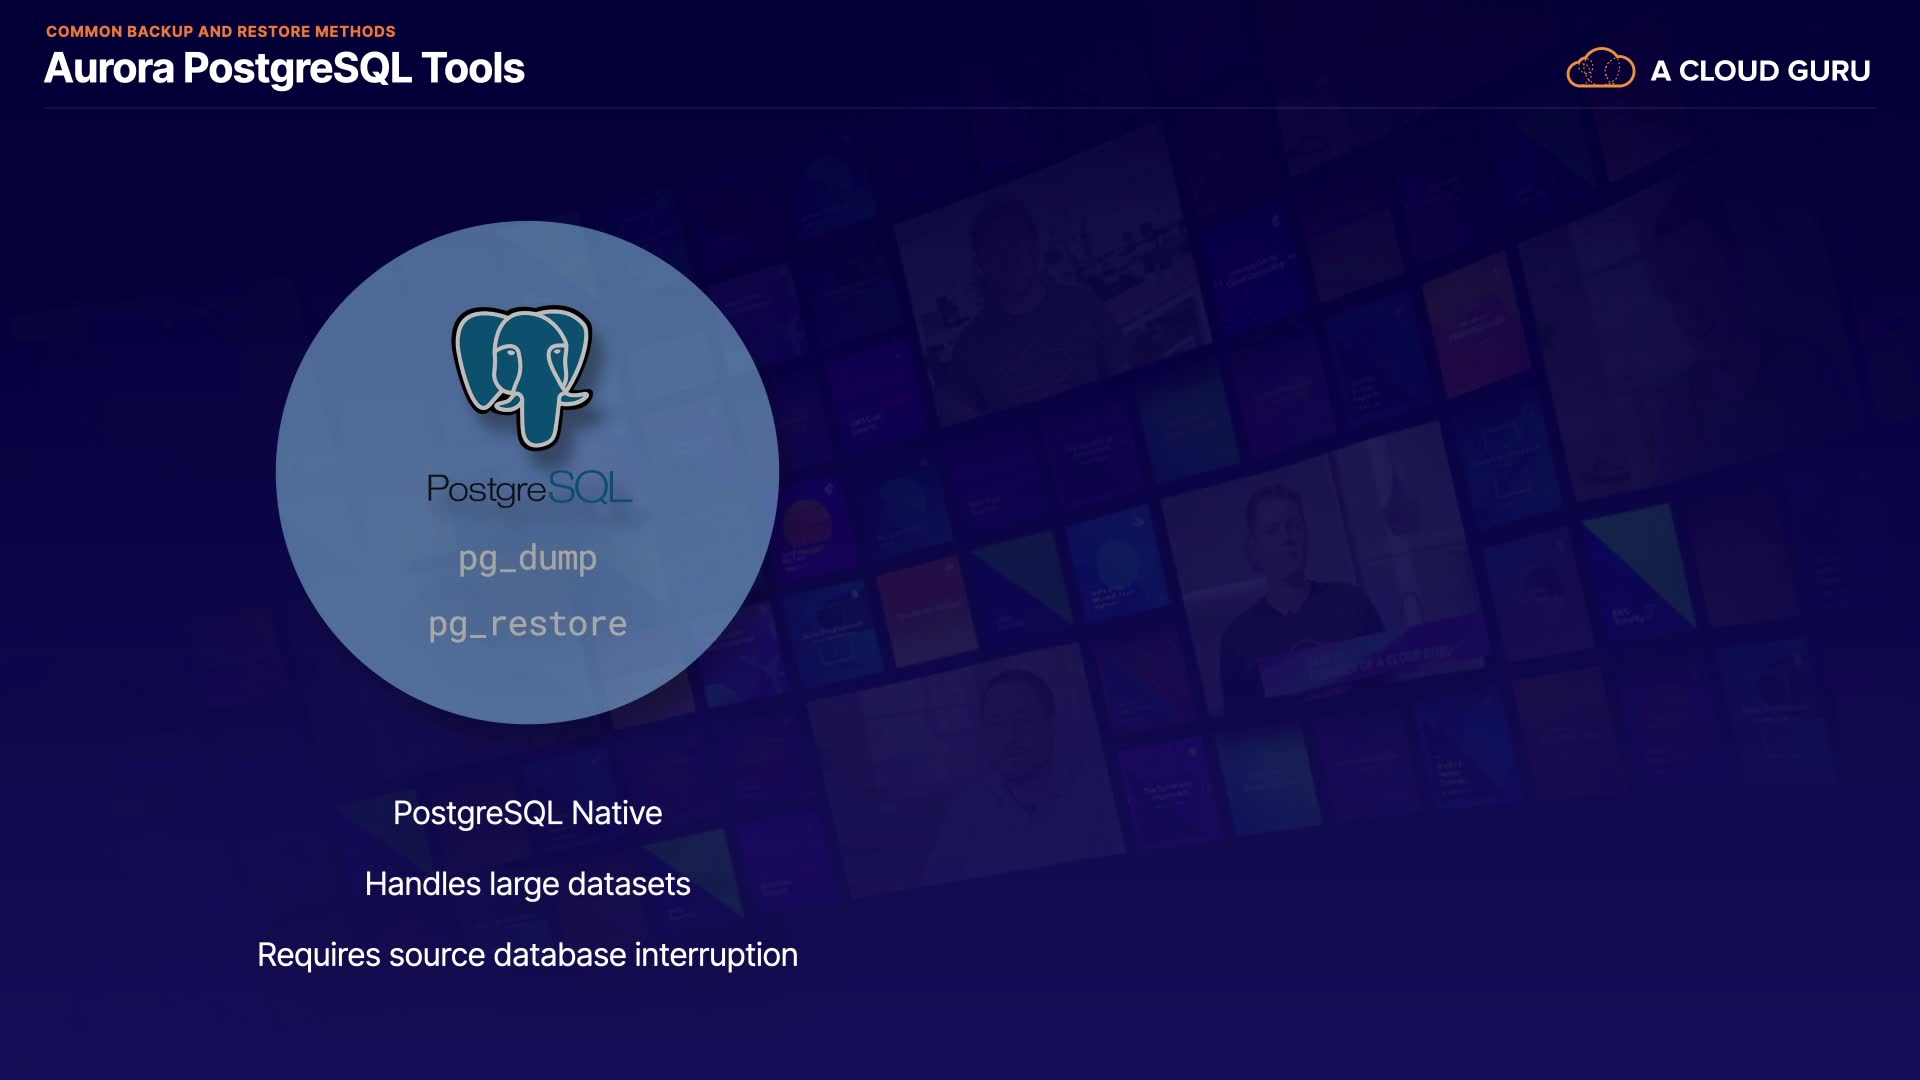 COMMON BACKUP AND RESTORE METHODS
Aurora PostgreSQL Tools
A CLOUD GURU
PostgreSQL
pg_dump
pg_restore
PostgreSQL Native
Handles large datasets
Requires source database interruption